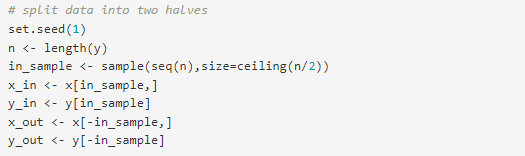 # split data into two halves
set.seed(1)
n <- length(y)
in_sample <- sample(seq(n),size=ceiling(n/2))
x_in <- x[in_sample,]
y_in <- y[in_sample]
x_out <- x[-in_sample,]
y_out <- y[-in_sample]